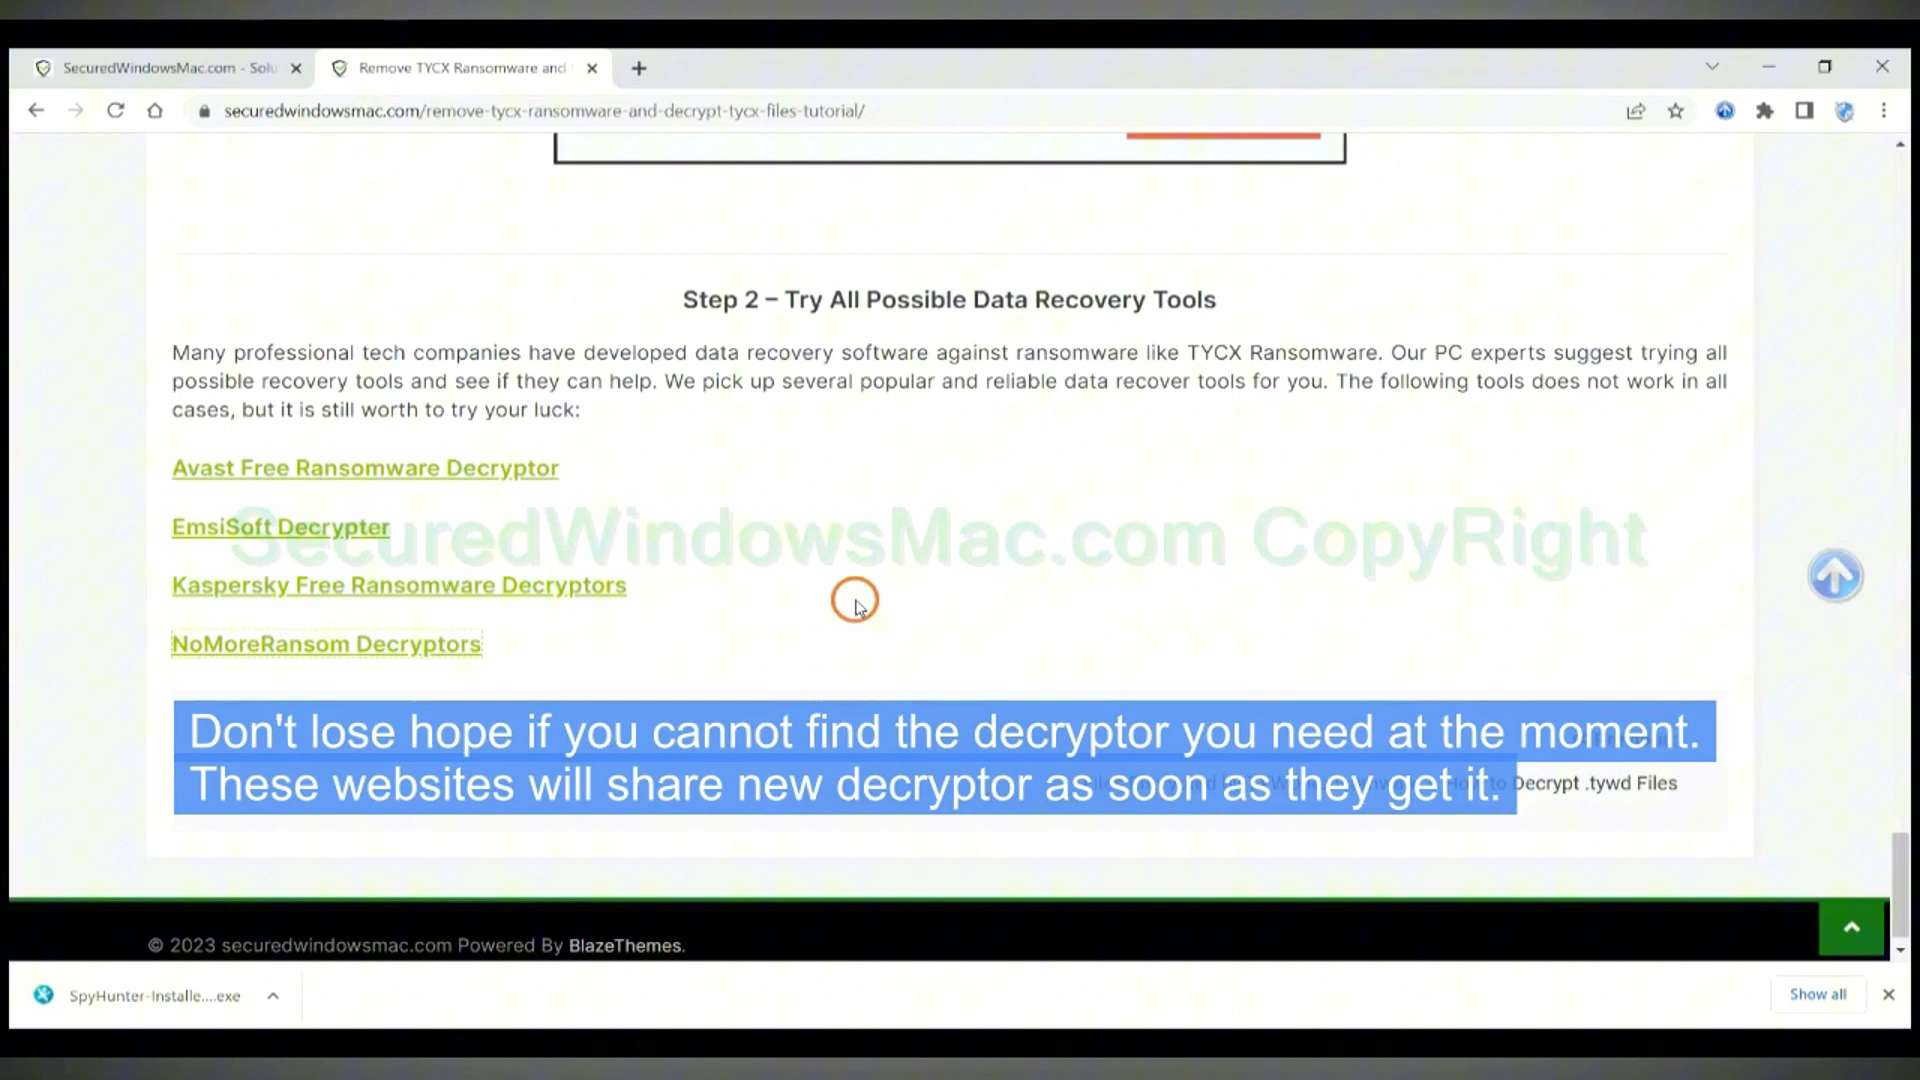 SecuredWindowsMac.com - Solu
Remove TYCX Ransomware and
securedwindowsmac.com/remove-tycx-ransomware-and-decrypt-tycx-files-tutorial/
Step 2 – Try All Possible Data Recovery Tools
Many professional tech companies have developed data recovery software against ransomware like TYCX Ransomware. Our PC experts suggest trying all
possible recovery tools and see if they can help. We pick up several popular and reliable data recover tools for you. The following tools does not work in all
cases, but it is still worth to try your luck:
Avast Free Ransomware Decryptor
SecuredWindowsMac.com CopyRight
EmsiSoft Decrypter
Kaspersky Free Ransomware Decryptors
NoMoreRansom Decryptors
Don't lose hope if you cannot find the decryptor you need at the moment.
These websites will share new decryptor as soon as they get it.
to Decrypt .tywd Files
© 2023 securedwindowsmac.com Powered By BlazeThemes.
SpyHunter-Installe....exe
Show all